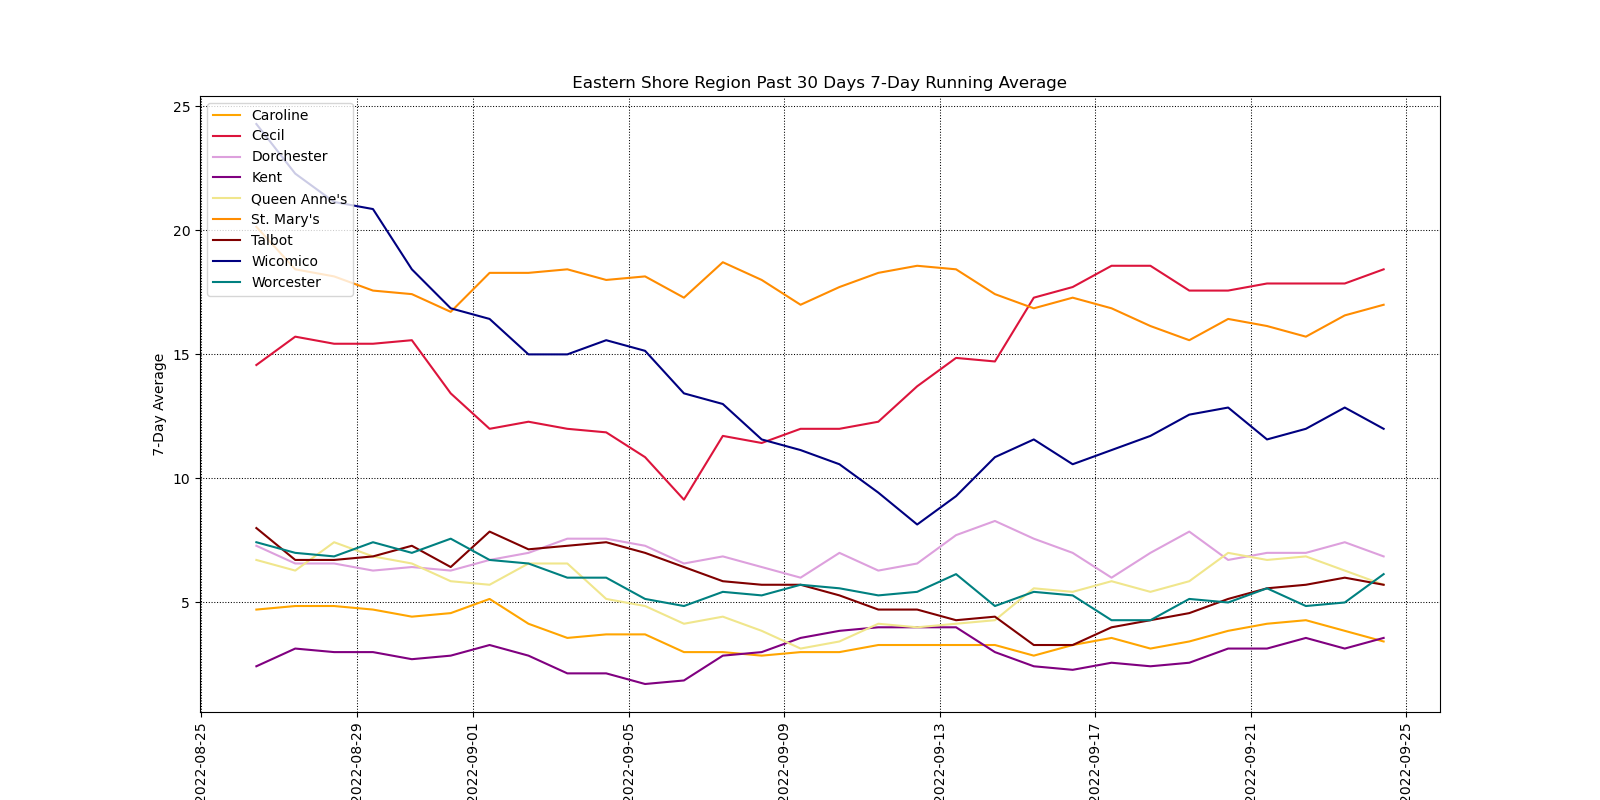 Eastern Shore Region Past 30 Days 7-Day Running Average
25
20
15
10
5
7-Day Average
Caroline
Cecil
Dorchester
Kent
Queen Anne's
St. Mary's
Talbot
Wicomico
Worcester
2022-08-25
2022-08-29
2022-09-01
2022-09-05
2022-09-09
2022-09-13
2022-09-17
2022-09-21
2022-09-25